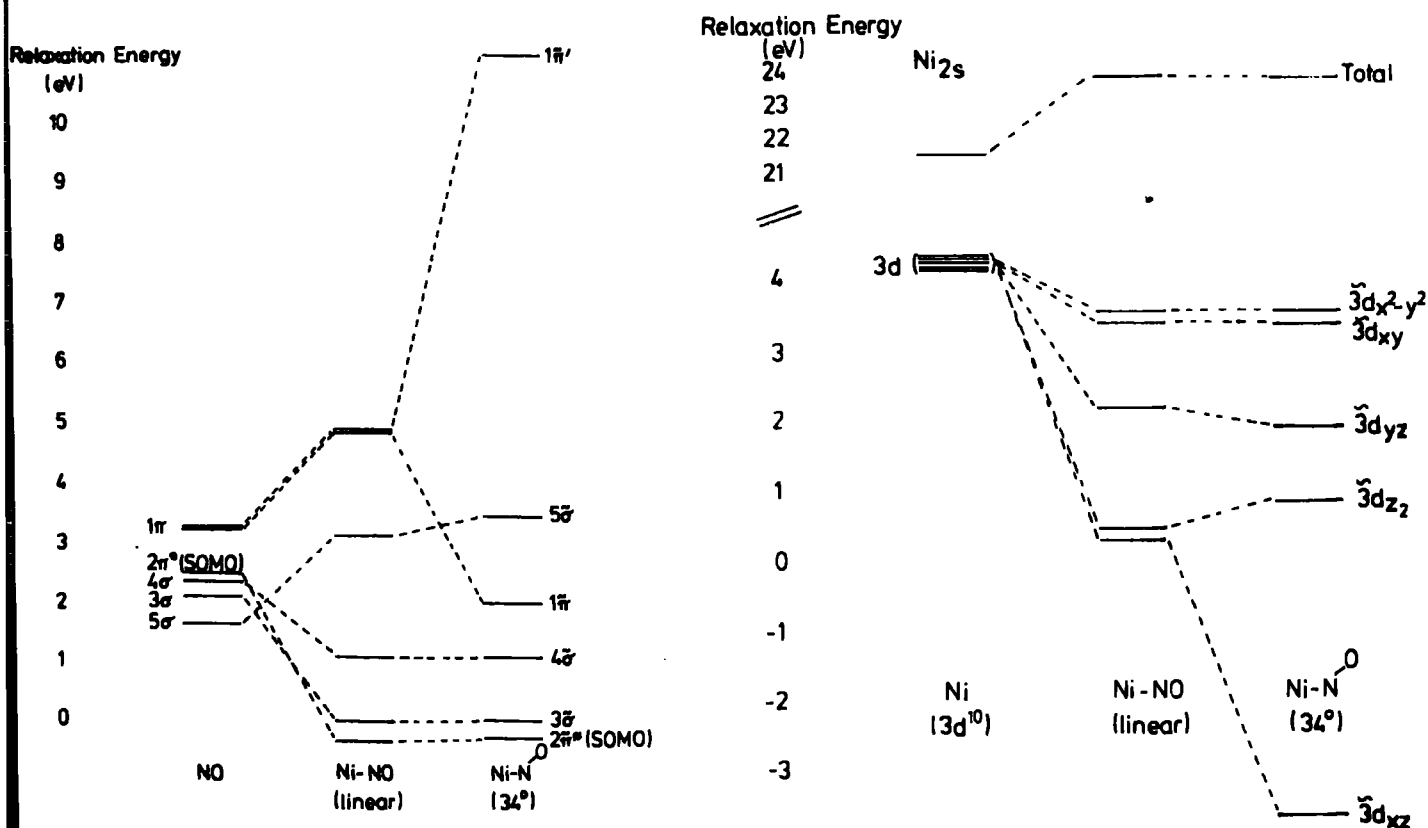 Relaxation Energy
(eV)
10
9
8
7
6
5
4
3
2
1
0
1π
2π*(SOMO)
4σ
3σ
5σ
1π̃'
5σ̃
1π̃
4σ̃
3σ̃
2π̃*(SOMO)
NO
Ni-NO
(linear)
Ni-N
O
(34°)
Relaxation Energy
(eV)
24
23
22
21
4
3
2
1
0
-1
-2
-3
Ni2s
Total
3d
3̃dx²-y²
3̃dxy
3̃dyz
3̃dz2
3̃dxz
Ni
(3d¹⁰)
Ni-NO
(linear)
Ni-N
O
(34°)